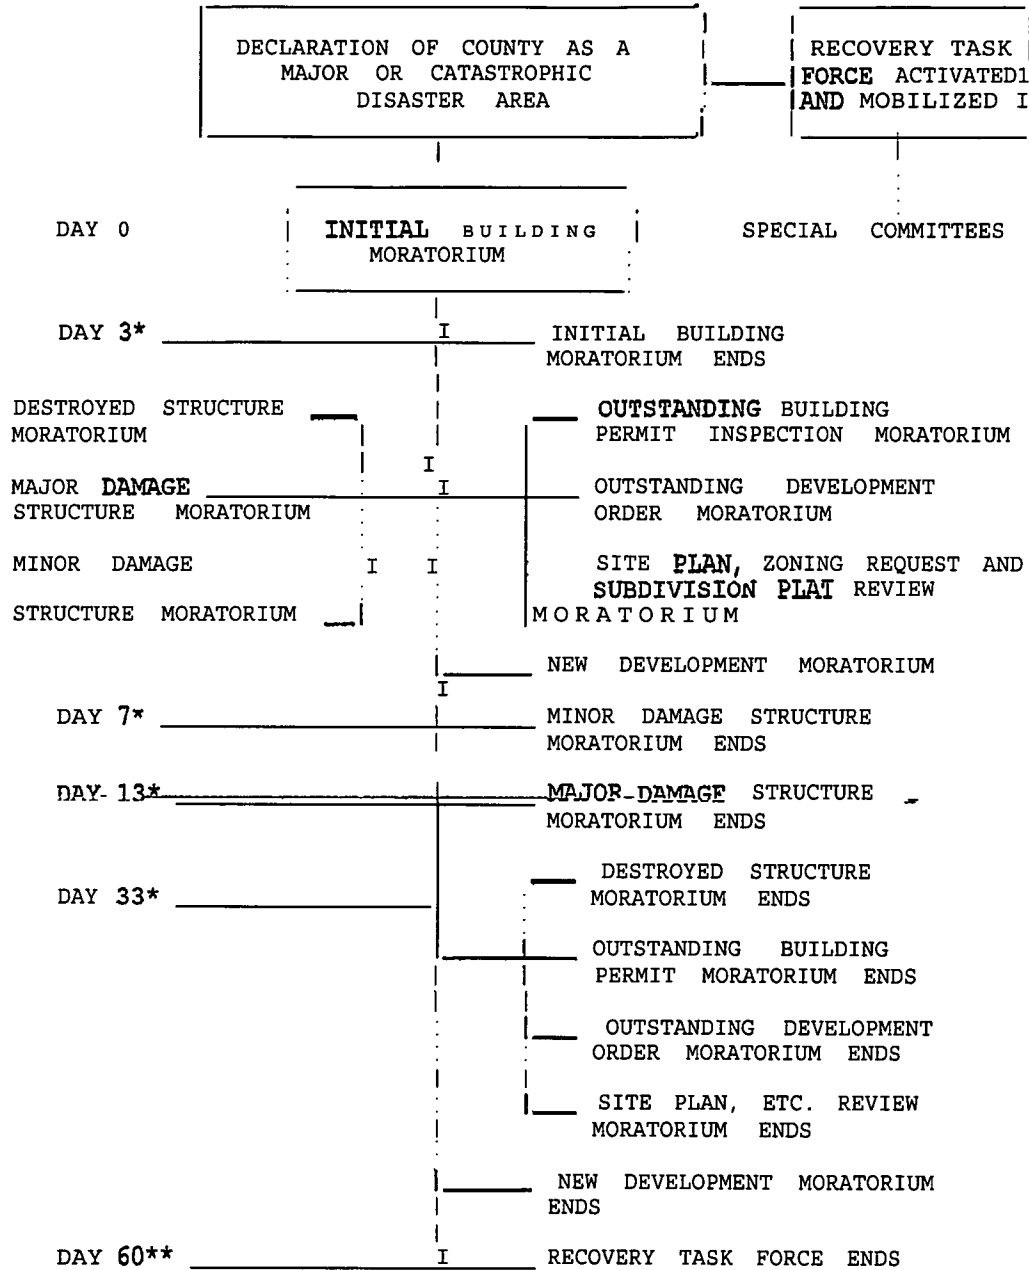 DECLARATION OF COUNTY AS A
MAJOR OR CATASTROPHIC
DISASTER AREA
RECOVERY TASK
FORCE ACTIVATED1
AND MOBILIZED I
DAY 0
INITIAL BUILDING
MORATORIUM
SPECIAL COMMITTEES
DAY 3*
INITIAL BUILDING
MORATORIUM ENDS
DESTROYED STRUCTURE
MORATORIUM
OUTSTANDING BUILDING
PERMIT INSPECTION MORATORIUM
MAJOR DAMAGE
STRUCTURE MORATORIUM
OUTSTANDING DEVELOPMENT
ORDER MORATORIUM
MINOR DAMAGE
STRUCTURE MORATORIUM
SITE PLAN, ZONING REQUEST AND
SUBDIVISION PLAT REVIEW
MORATORIUM
NEW DEVELOPMENT MORATORIUM
DAY 7*
MINOR DAMAGE STRUCTURE
MORATORIUM ENDS
DAY 13*
MAJOR DAMAGE STRUCTURE
MORATORIUM ENDS
DAY 33*
DESTROYED STRUCTURE
MORATORIUM ENDS
OUTSTANDING BUILDING
PERMIT MORATORIUM ENDS
OUTSTANDING DEVELOPMENT
ORDER MORATORIUM ENDS
SITE PLAN, ETC. REVIEW
MORATORIUM ENDS
NEW DEVELOPMENT MORATORIUM
ENDS
DAY 60**
RECOVERY TASK FORCE ENDS